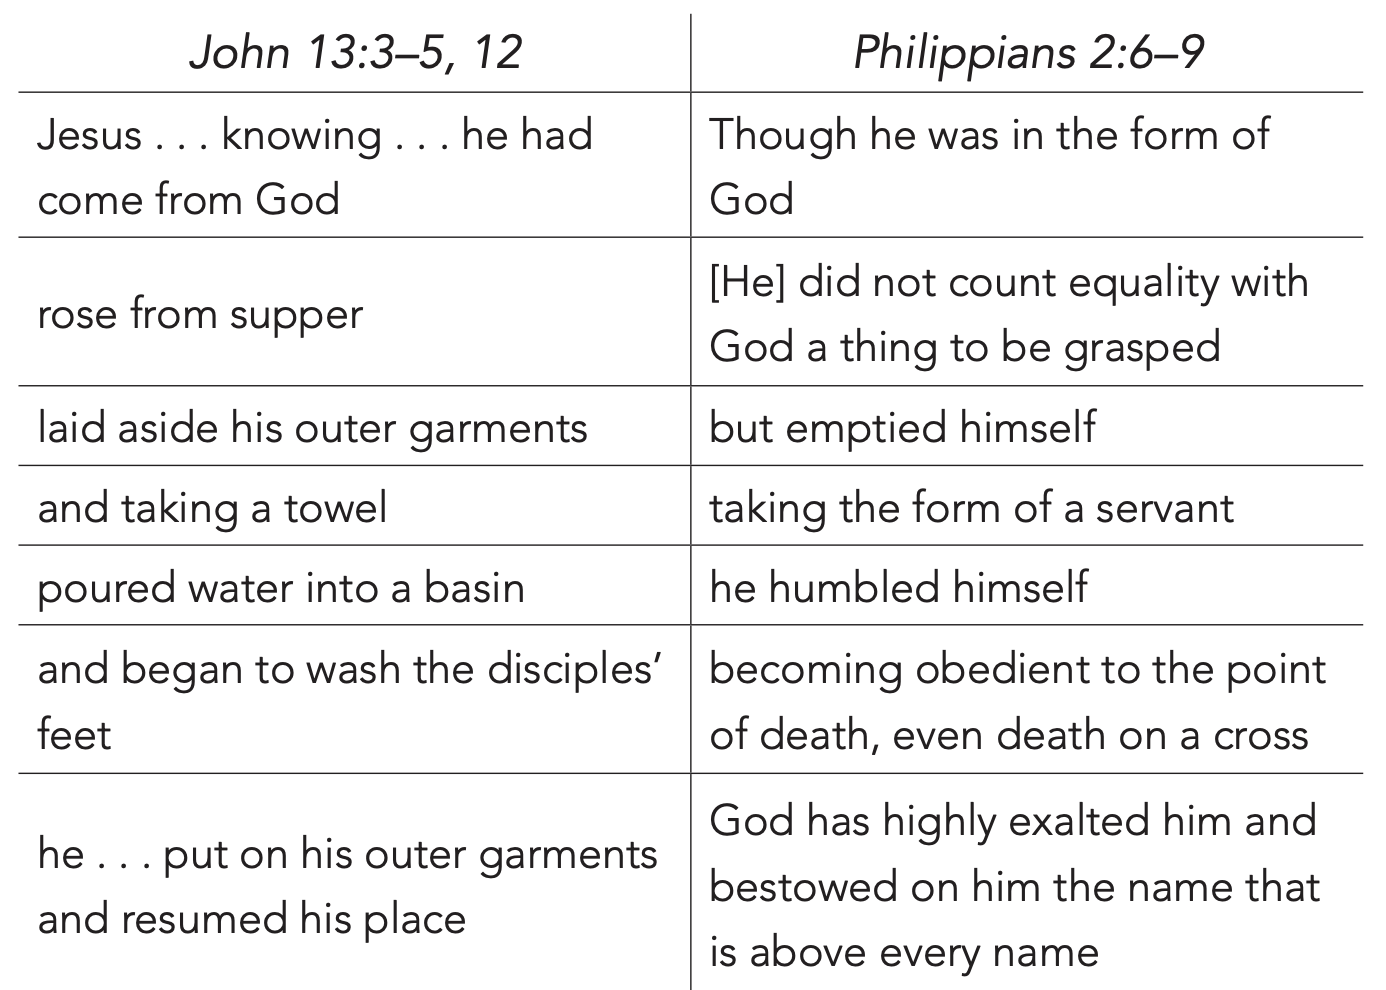 John 13:3–5, 12
Philippians 2:6–9
Jesus . . . knowing . . . he had
come from God
Though he was in the form of
God
rose from supper
[He] did not count equality with
God a thing to be grasped
laid aside his outer garments
but emptied himself
and taking a towel
taking the form of a servant
poured water into a basin
he humbled himself
and began to wash the disciples’
feet
becoming obedient to the point
of death, even death on a cross
he . . . put on his outer garments
and resumed his place
God has highly exalted him and
bestowed on him the name that
is above every name